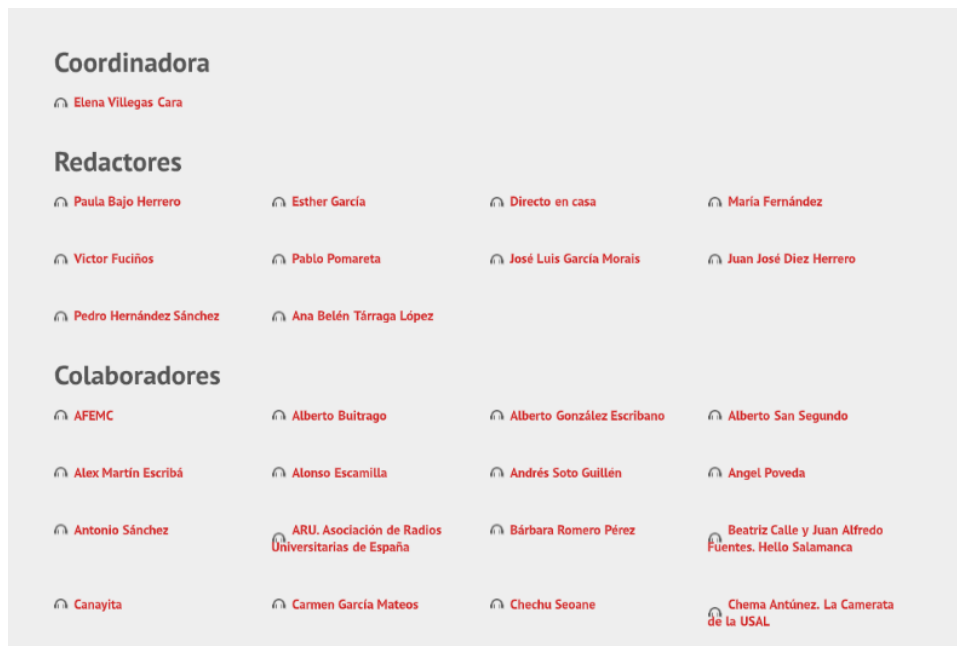 Coordinadora
Elena Villegas Cara
Redactores
Paula Bajo Herrero
Esther García
Directo en casa
María Fernández
Victor Fuciños
Pablo Pomareta
José Luis García Morais
Juan José Diez Herrero
Pedro Hernández Sánchez
Ana Belén Tárraga López
Colaboradores
AFEMC
Alberto Buitrago
Alberto González Escribano
Alberto San Segundo
Alex Martín Escribá
Alonso Escamilla
Andrés Soto Guillén
Angel Poveda
Antonio Sánchez
ARU. Asociación de Radios
Universitarias de España
Bárbara Romero Pérez
Beatriz Calle y Juan Alfredo
Fuentes. Hello Salamanca
Canayita
Carmen García Mateos
Chechu Seoane
Chema Antúnez. La Camerata
de la USAL